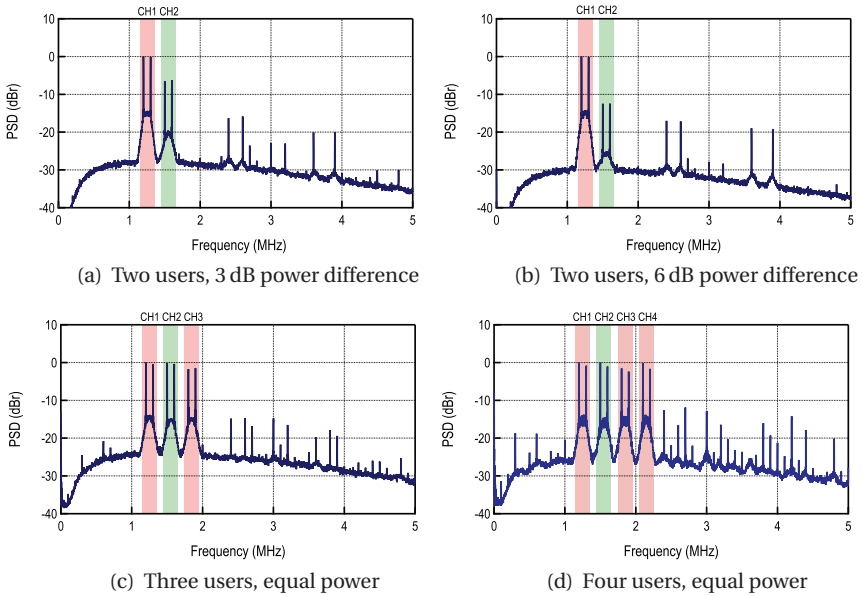 CH1 CH2
10
0
-10
-20
-30
-40
PSD (dBr)
0 1 2 3 4 5
Frequency (MHz)
(a) Two users, 3 dB power difference
CH1 CH2
10
0
-10
-20
-30
-40
PSD (dBr)
0 1 2 3 4 5
Frequency (MHz)
(b) Two users, 6 dB power difference
CH1 CH2 CH3
10
0
-10
-20
-30
-40
PSD (dBr)
0 1 2 3 4 5
Frequency (MHz)
(c) Three users, equal power
CH1 CH2 CH3 CH4
10
0
-10
-20
-30
-40
PSD (dBr)
0 1 2 3 4 5
Frequency (MHz)
(d) Four users, equal power